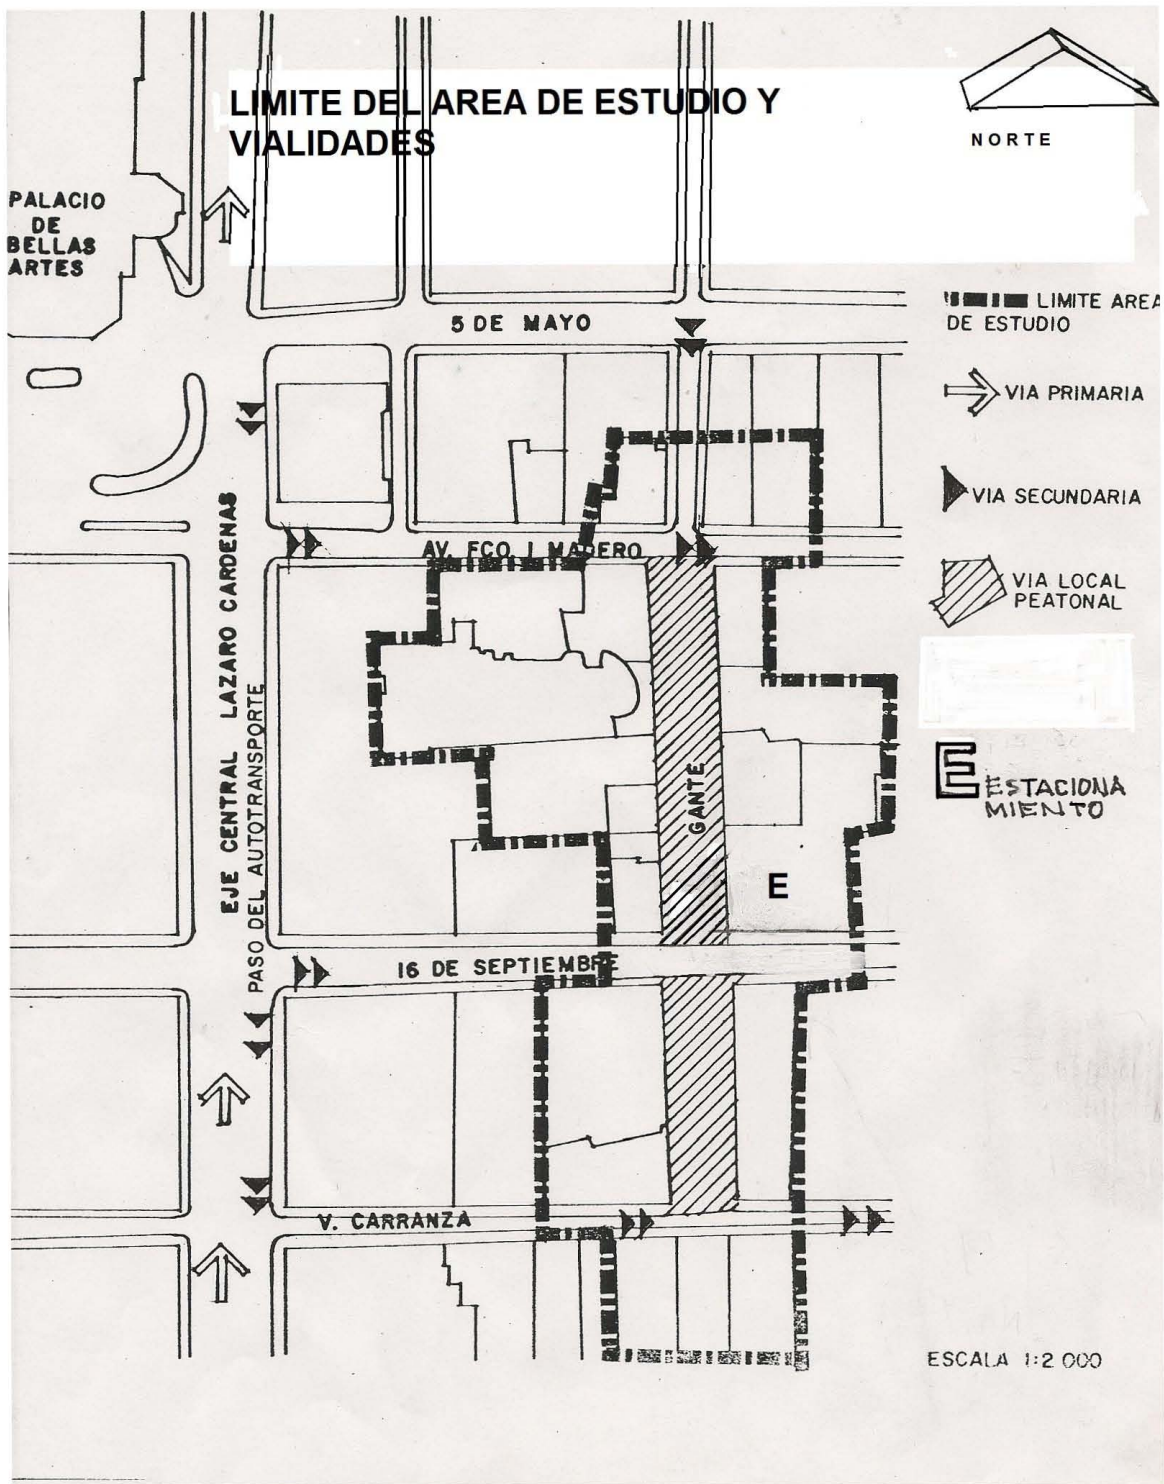 LIMITE DEL AREA DE ESTUDIO Y
VIALIDADES
NORTE
PALACIO
DE
BELLAS
ARTES
5 DE MAYO
LIMITE AREA
DE ESTUDIO
VIA PRIMARIA
VIA SECUNDARIA
AV. FCO. I MADERO
VIA LOCAL
PEATONAL
EJE CENTRAL LAZARO CARDENAS
PASO DEL AUTOTRANSPORTE
GANTE
E ESTACIONA
MIENTO
E
16 DE SEPTIEMBRE
V. CARRANZA
ESCALA 1:2 000